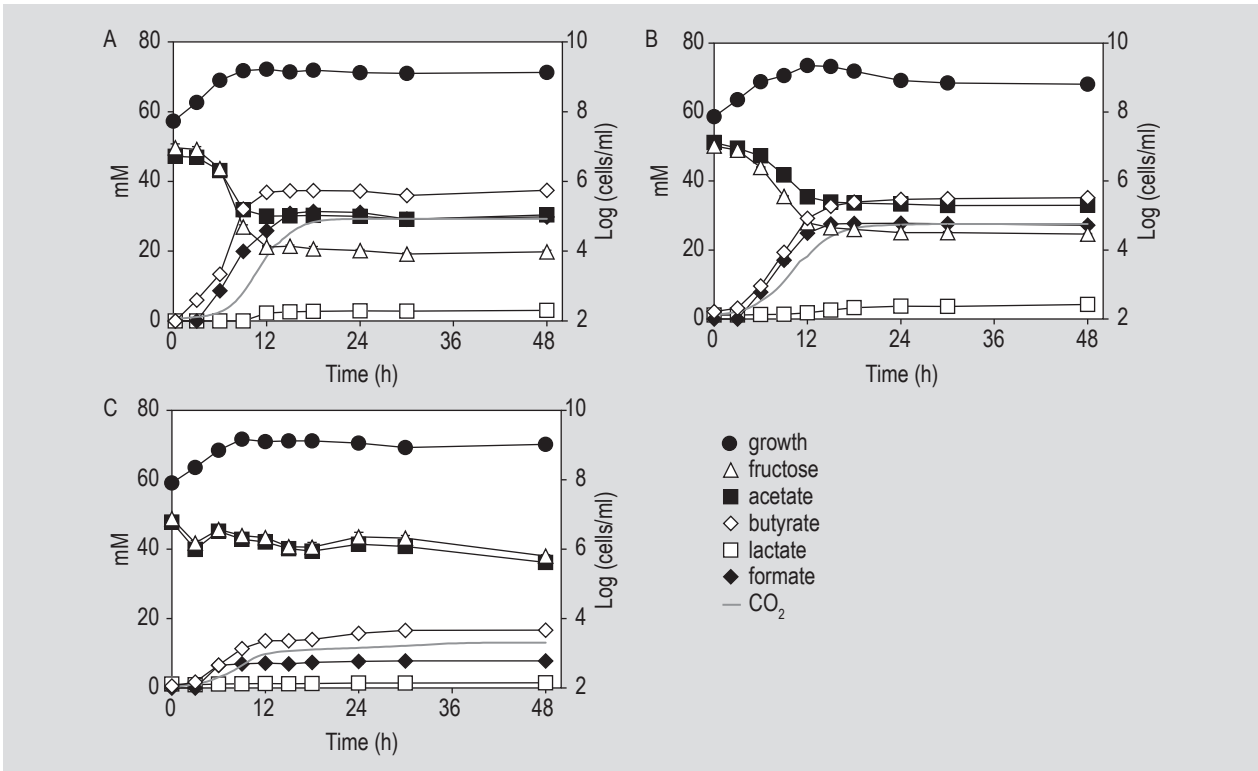 A
80
60
40
20
0
mM
10
8
6
4
2
Log (cells/ml)
0 12 24 36 48
Time (h)
B
80
60
40
20
0
mM
10
8
6
4
2
Log (cells/ml)
0 12 24 36 48
Time (h)
C
80
60
40
20
0
mM
10
8
6
4
2
Log (cells/ml)
0 12 24 36 48
Time (h)
growth
fructose
acetate
butyrate
lactate
formate
CO₂